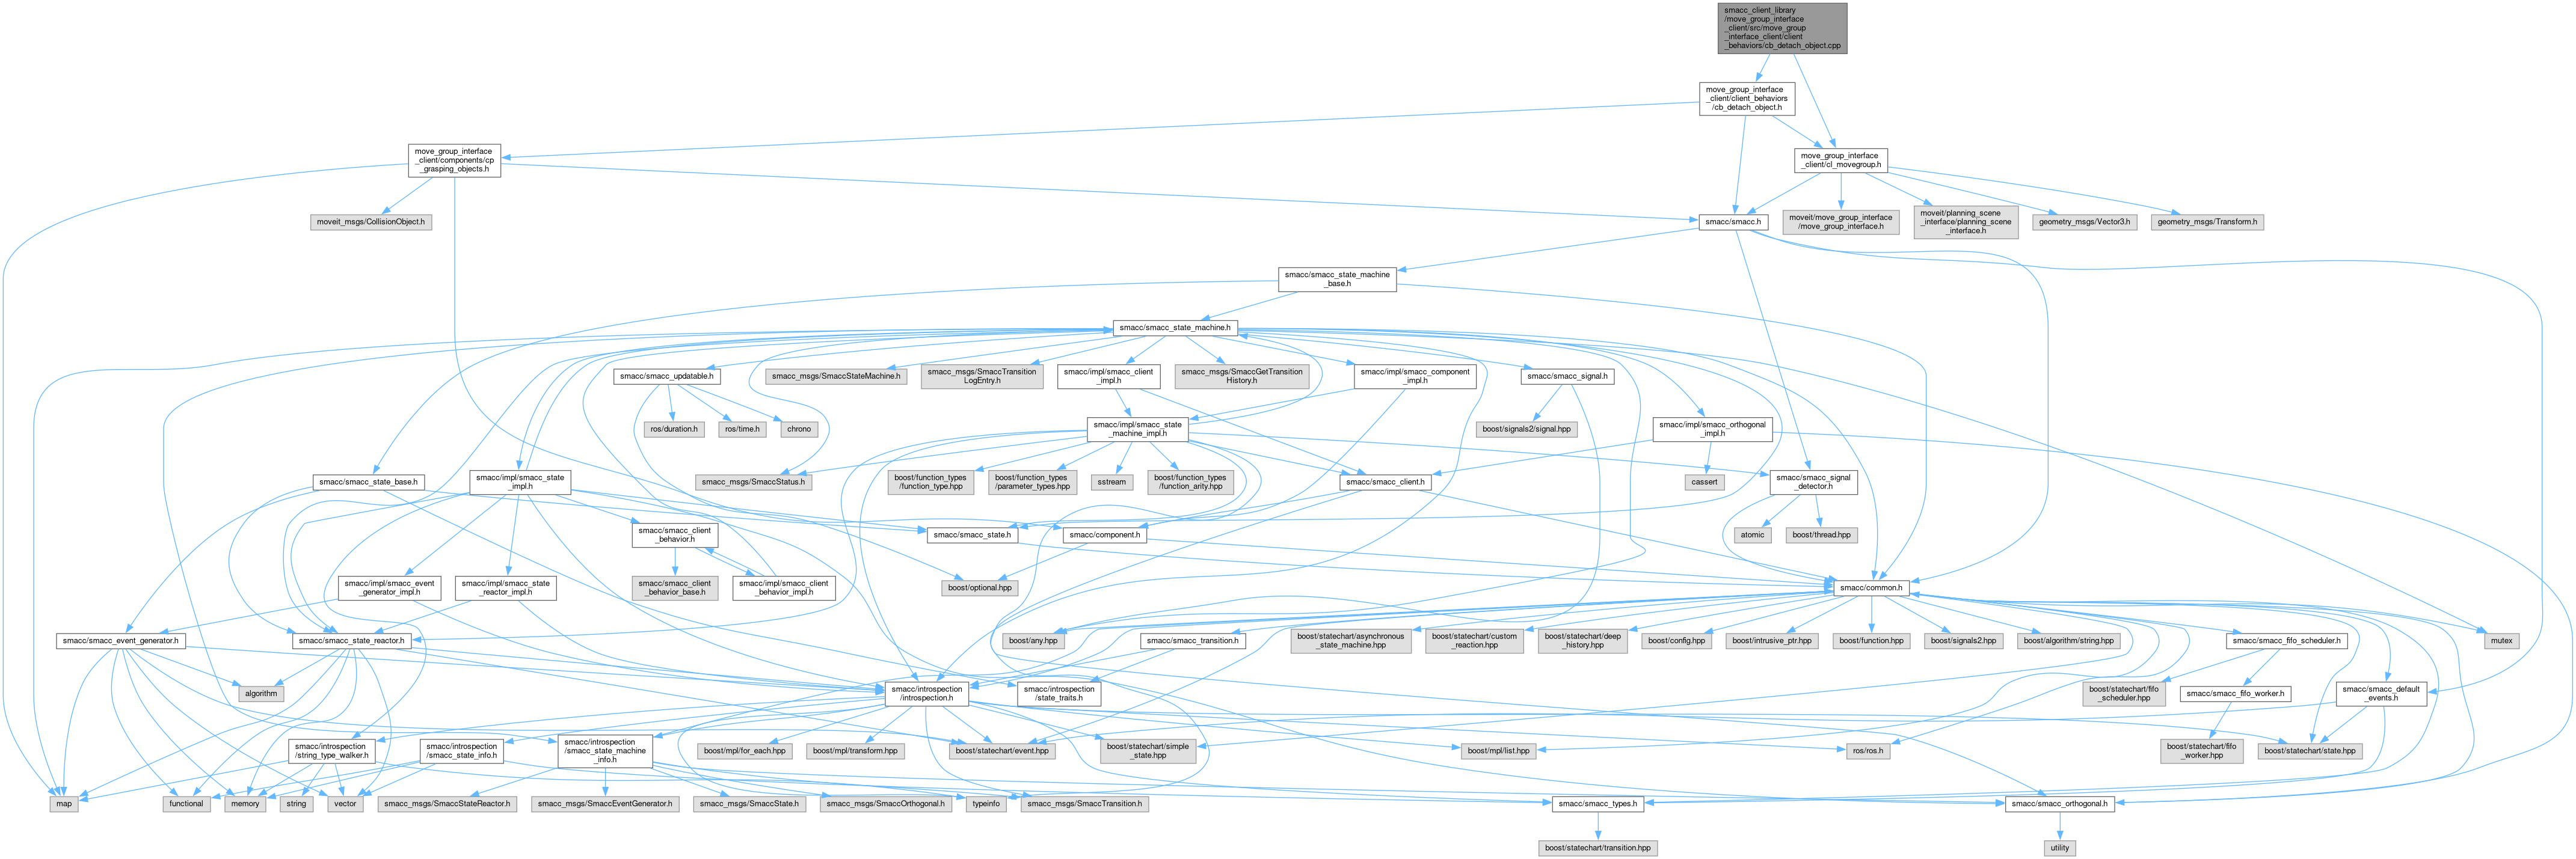 smacc_client_library
/move_group_interface
_client/src/move_group
_interface_client/client
_behaviors/cb_detach_object.cpp
move_group_interface
_client/client_behaviors
/cb_detach_object.h
move_group_interface
_client/components/cp
_grasping_objects.h
move_group_interface
_client/cl_movegroup.h
moveit_msgs/CollisionObject.h
smacc/smacc.h
moveit/move_group_interface
/move_group_interface.h
moveit/planning_scene
_interface/planning_scene
_interface.h
geometry_msgs/Vector3.h
geometry_msgs/Transform.h
smacc/smacc_state_machine
_base.h
smacc/smacc_state_machine.h
smacc/smacc_updatable.h
smacc_msgs/SmaccStateMachine.h
smacc_msgs/SmaccTransition
LogEntry.h
smacc/impl/smacc_client
_impl.h
smacc_msgs/SmaccGetTransition
History.h
smacc/impl/smacc_component
_impl.h
smacc/smacc_signal.h
ros/duration.h
ros/time.h
chrono
smacc/impl/smacc_state
_machine_impl.h
boost/signals2/signal.hpp
smacc/impl/smacc_orthogonal
_impl.h
smacc/smacc_state_base.h
smacc/impl/smacc_state
_impl.h
smacc_msgs/SmaccStatus.h
boost/function_types
/function_type.hpp
boost/function_types
/parameter_types.hpp
sstream
boost/function_types
/function_arity.hpp
smacc/smacc_client.h
cassert
smacc/smacc_signal
_detector.h
smacc/smacc_client
_behavior.h
smacc/smacc_state.h
smacc/component.h
atomic
boost/thread.hpp
smacc/impl/smacc_event
_generator_impl.h
smacc/impl/smacc_state
_reactor_impl.h
smacc/smacc_client
_behavior_base.h
smacc/impl/smacc_client
_behavior_impl.h
boost/optional.hpp
smacc/common.h
smacc/smacc_event_generator.h
smacc/smacc_state_reactor.h
boost/any.hpp
smacc/smacc_transition.h
boost/statechart/asynchronous
_state_machine.hpp
boost/statechart/custom
_reaction.hpp
boost/statechart/deep
_history.hpp
boost/config.hpp
boost/intrusive_ptr.hpp
boost/function.hpp
boost/signals2.hpp
boost/algorithm/string.hpp
smacc/smacc_fifo_scheduler.h
mutex
algorithm
smacc/introspection
/introspection.h
smacc/introspection
/state_traits.h
boost/statechart/fifo
_scheduler.hpp
smacc/smacc_fifo_worker.h
smacc/smacc_default
_events.h
smacc/introspection
/string_type_walker.h
smacc/introspection
/smacc_state_info.h
smacc/introspection
/smacc_state_machine
_info.h
boost/mpl/for_each.hpp
boost/mpl/transform.hpp
boost/statechart/event.hpp
boost/statechart/simple
_state.hpp
boost/mpl/list.hpp
ros/ros.h
boost/statechart/fifo
_worker.hpp
boost/statechart/state.hpp
map
functional
memory
string
vector
smacc_msgs/SmaccStateReactor.h
smacc_msgs/SmaccEventGenerator.h
smacc_msgs/SmaccState.h
smacc_msgs/SmaccOrthogonal.h
typeinfo
smacc_msgs/SmaccTransition.h
smacc/smacc_types.h
smacc/smacc_orthogonal.h
boost/statechart/transition.hpp
utility